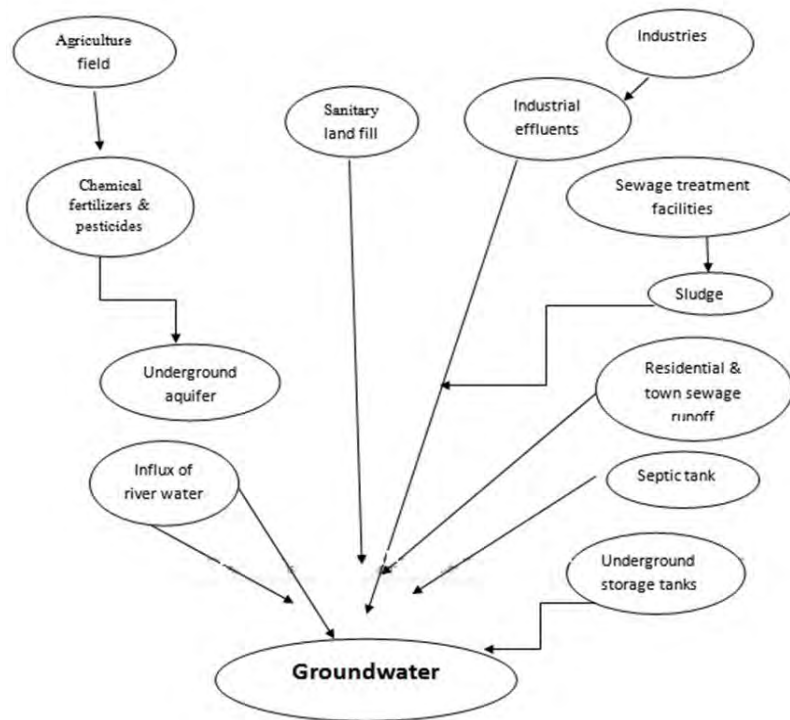 Agriculture
field
Industries
Sanitary
land fill
Industrial
effluents
Chemical
fertilizers &
pesticides
Sewage treatment
facilities
Sludge
Underground
aquifer
Residential &
town sewage
runoff
Influx of
river water
Septic tank
Underground
storage tanks
Groundwater